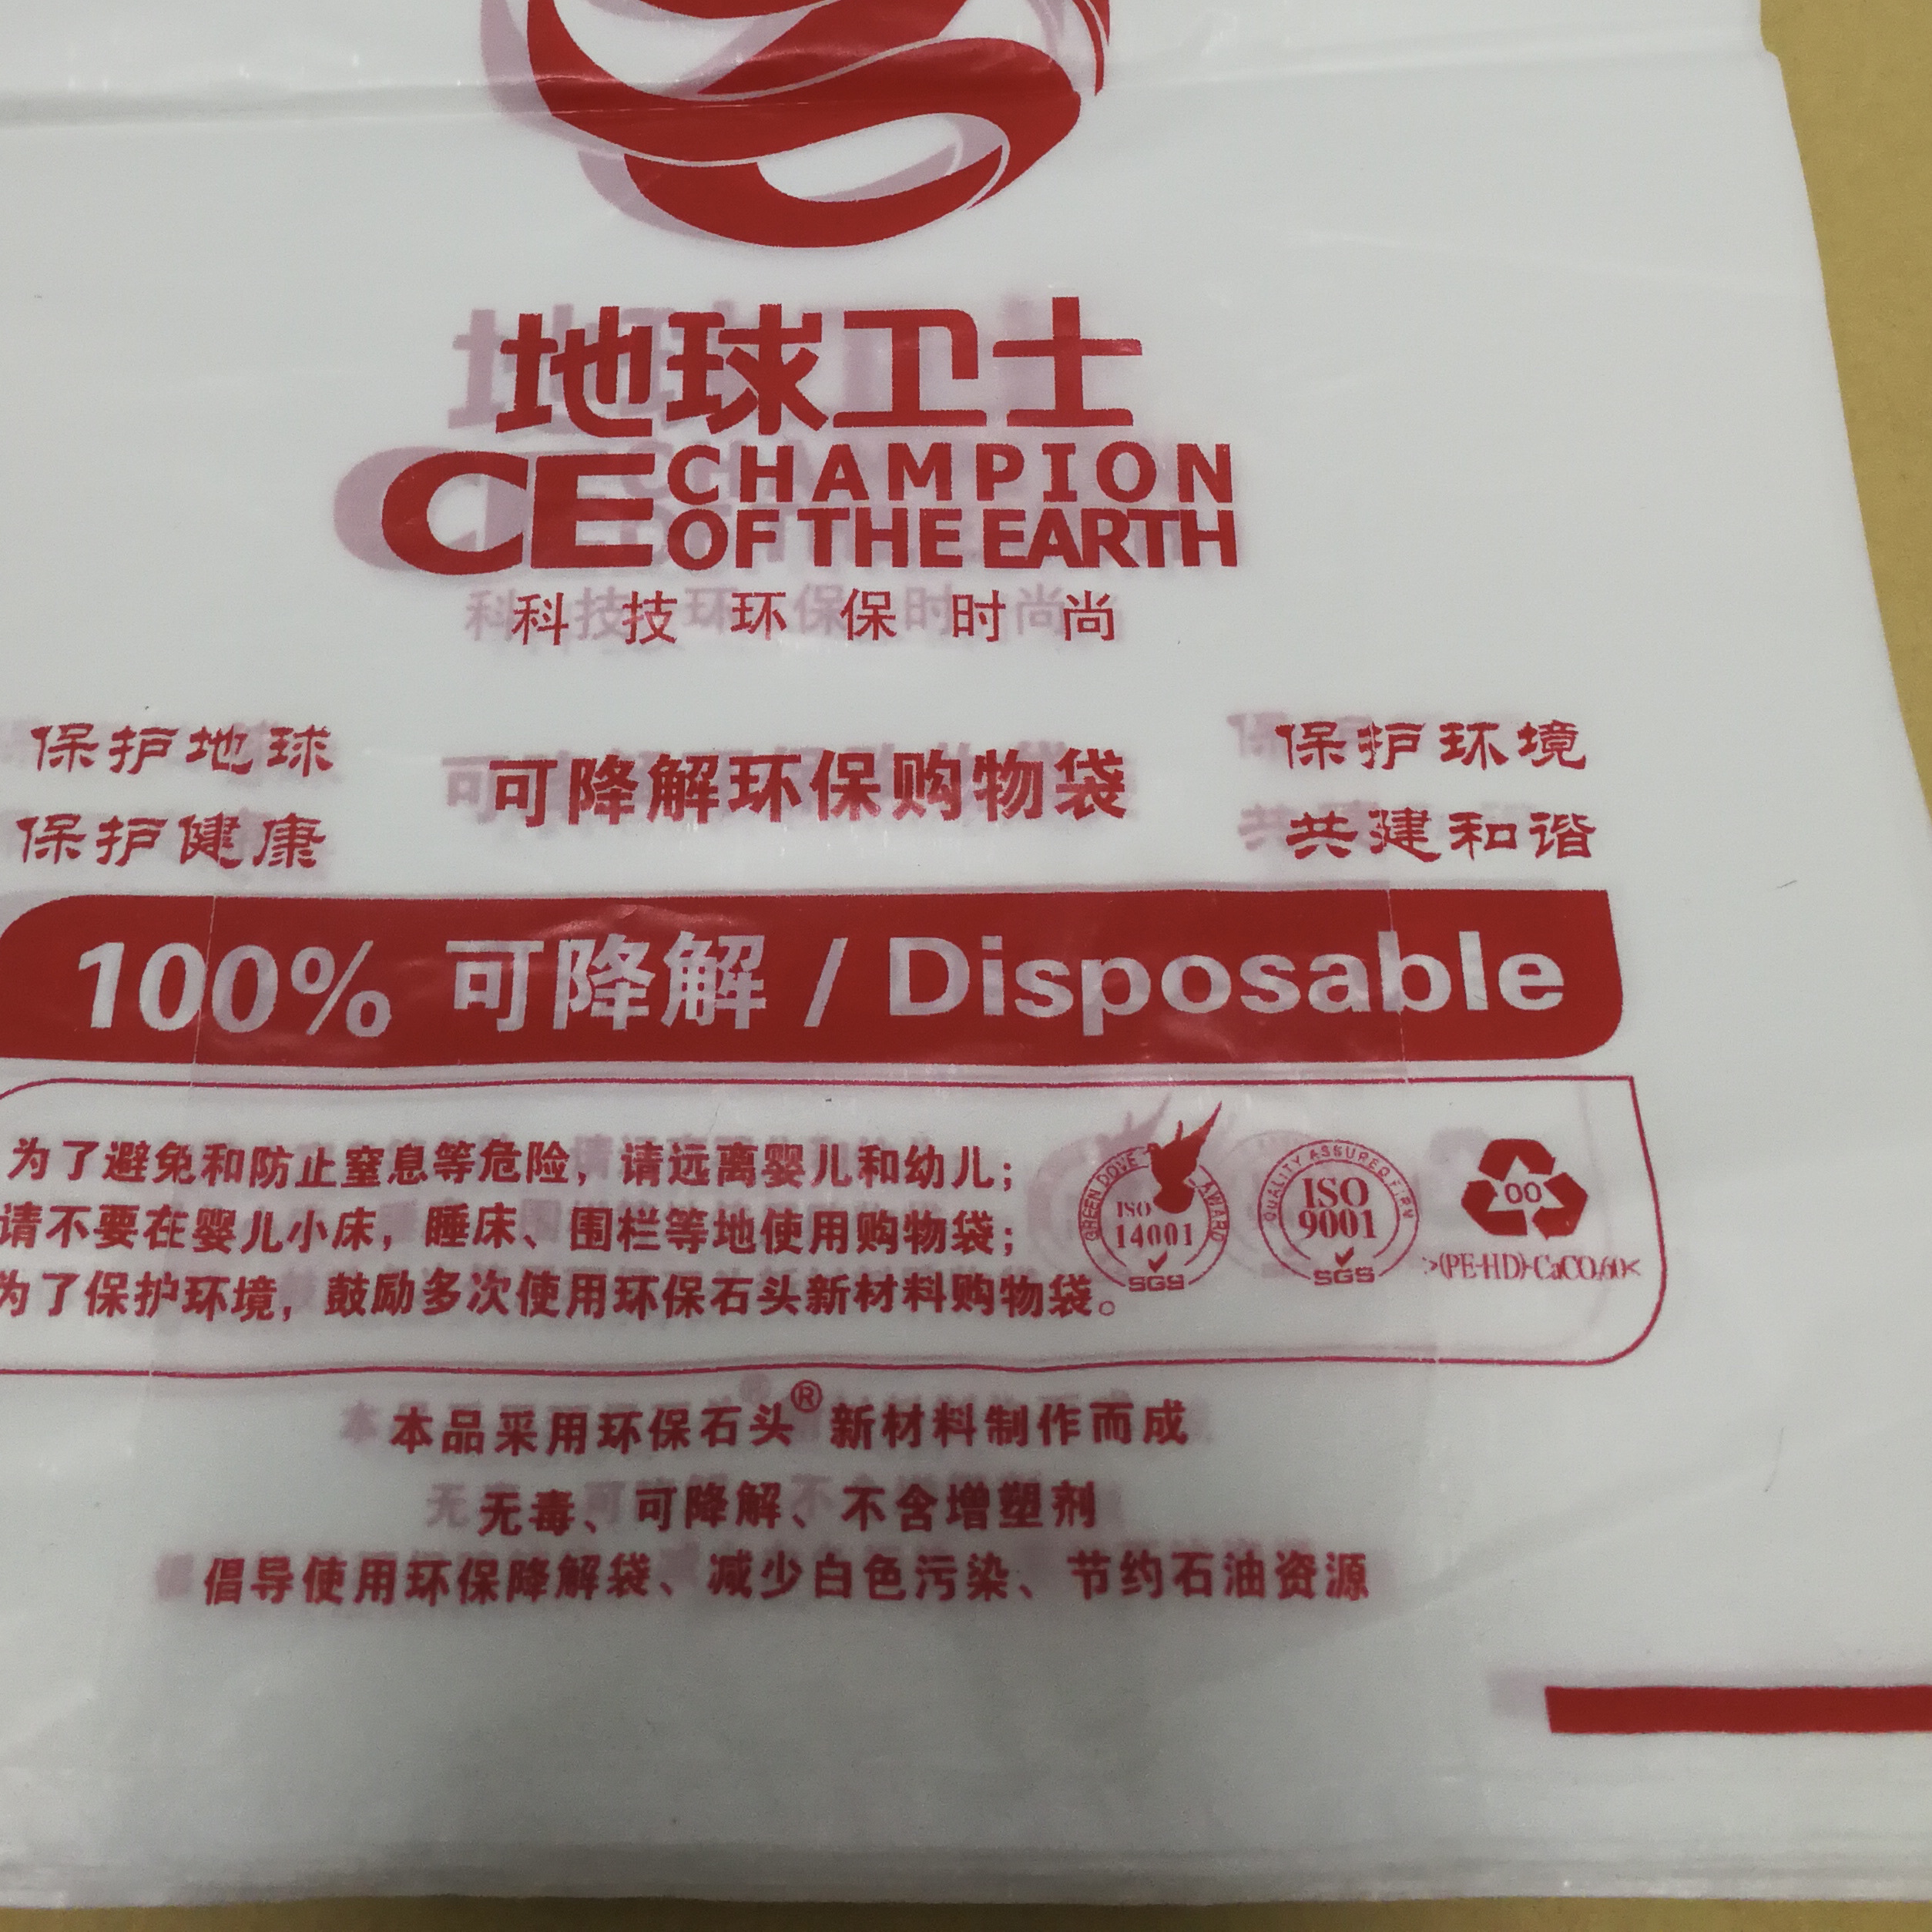 地球卫士
CE CHAMPION
OF THE EARTH
科技环保时尚
保护地球
保护健康
可降解环保购物袋
保护环境
共建和谐
100% 可降解 / Disposable
为了避免和防止窒息等危险，请远离婴儿和幼儿；
请不要在婴儿小床，睡床、围栏等地使用购物袋；
为了保护环境，鼓励多次使用环保石头新材料购物袋。
GREEN DOVE AWARD
ISO
14001
SGS
QUALITY ASSURED FIRM
ISO
9001
SGS
00
>(PE-HD)-CaCO₃60<
本品采用环保石头®新材料制作而成
无毒、可降解、不含增塑剂
倡导使用环保降解袋、减少白色污染、节约石油资源